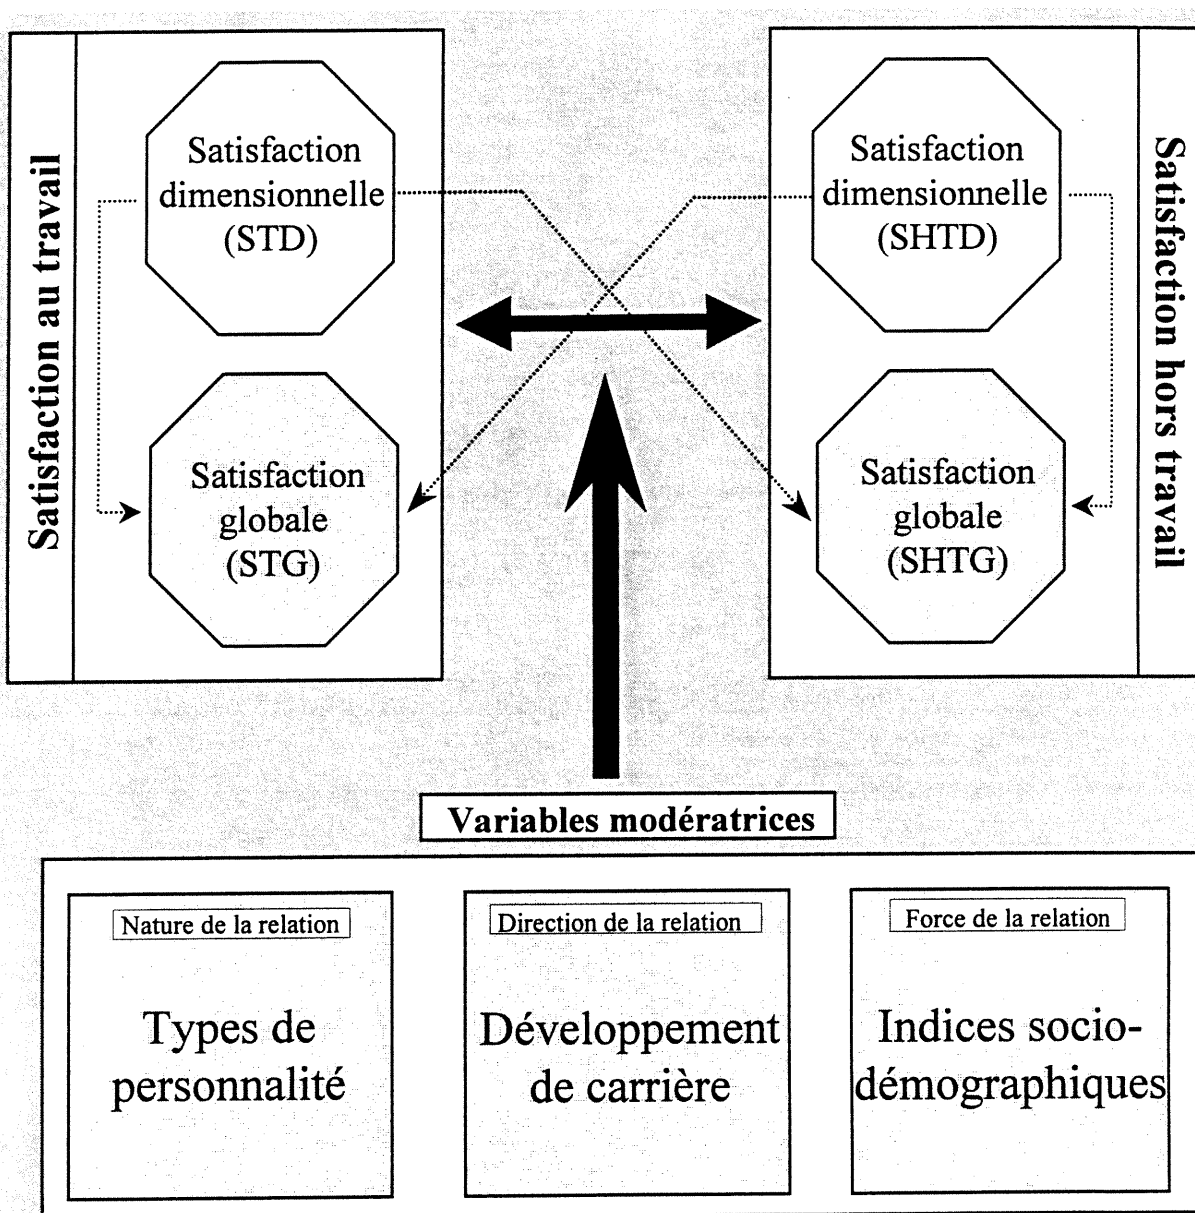 Satisfaction au travail
Satisfaction
dimensionnelle
(STD)
Satisfaction
globale
(STG)
Satisfaction
dimensionnelle
(SHTD)
Satisfaction
globale
(SHTG)
Satisfaction hors travail
Variables modératrices
Nature de la relation
Types de
personnalité
Direction de la relation
Développement
de carrière
Force de la relation
Indices socio-
démographiques